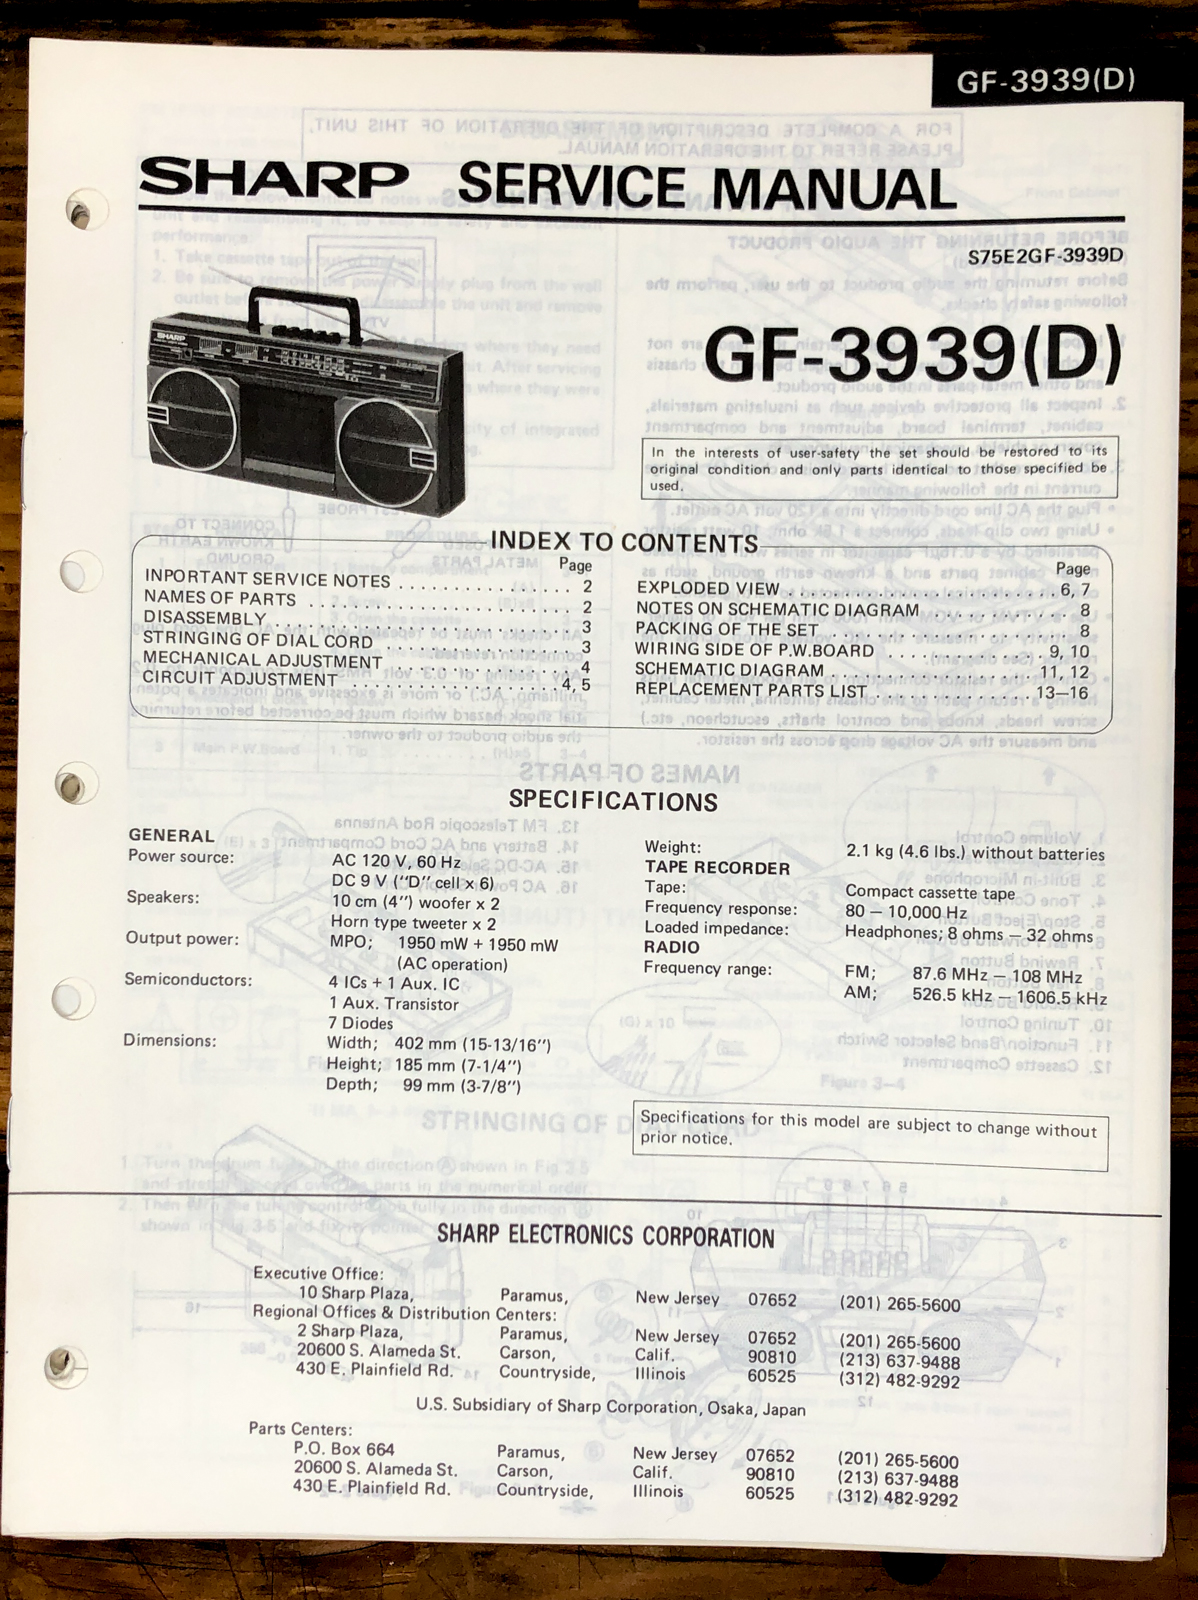 GF-3939(D)
SHARP SERVICE MANUAL
S75E2GF-3939D
SHARP
GF-3939(D)
In the interests of user-safety the set should be restored to its
original condition and only parts identical to those specified be
used.
INDEX TO CONTENTS
Page
INPORTANT SERVICE NOTES . . . . . . . . . . . . . . . . . 2
NAMES OF PARTS . . . . . . . . . . . . . . . . . . . . . . . . . . 2
DISASSEMBLY . . . . . . . . . . . . . . . . . . . . . . . . . . . . . 3
STRINGING OF DIAL CORD . . . . . . . . . . . . . . . . . . . 3
MECHANICAL ADJUSTMENT . . . . . . . . . . . . . . . . . . 4
CIRCUIT ADJUSTMENT . . . . . . . . . . . . . . . . . . . . 4, 5
Page
EXPLODED VIEW . . . . . . . . . . . . . . . . . . . . . . . . . . 6, 7
NOTES ON SCHEMATIC DIAGRAM . . . . . . . . . . . . . . 8
PACKING OF THE SET . . . . . . . . . . . . . . . . . . . . . . . 8
WIRING SIDE OF P.W.BOARD . . . . . . . . . . . . . . . 9, 10
SCHEMATIC DIAGRAM . . . . . . . . . . . . . . . . . . . 11, 12
REPLACEMENT PARTS LIST . . . . . . . . . . . . . . . 13—16
SPECIFICATIONS
GENERAL
Power source: AC 120 V, 60 Hz
DC 9 V ("D" cell x 6)
Speakers: 10 cm (4") woofer x 2
Horn type tweeter x 2
Output power: MPO; 1950 mW + 1950 mW
(AC operation)
Semiconductors: 4 ICs + 1 Aux. IC
1 Aux. Transistor
7 Diodes
Dimensions: Width; 402 mm (15-13/16")
Height; 185 mm (7-1/4")
Depth; 99 mm (3-7/8")
Weight: 2.1 kg (4.6 lbs.) without batteries
TAPE RECORDER
Tape: Compact cassette tape
Frequency response: 80 — 10,000 Hz
Loaded impedance: Headphones; 8 ohms — 32 ohms
RADIO
Frequency range: FM; 87.6 MHz — 108 MHz
AM; 526.5 kHz — 1606.5 kHz
Specifications for this model are subject to change without
prior notice.
SHARP ELECTRONICS CORPORATION
Executive Office:
10 Sharp Plaza, Paramus, New Jersey 07652 (201) 265-5600
Regional Offices & Distribution Centers:
2 Sharp Plaza, Paramus, New Jersey 07652 (201) 265-5600
20600 S. Alameda St. Carson, Calif. 90810 (213) 637-9488
430 E. Plainfield Rd. Countryside, Illinois 60525 (312) 482-9292
U.S. Subsidiary of Sharp Corporation, Osaka, Japan
Parts Centers:
P.O. Box 664 Paramus, New Jersey 07652 (201) 265-5600
20600 S. Alameda St. Carson, Calif. 90810 (213) 637-9488
430 E. Plainfield Rd. Countryside, Illinois 60525 (312) 482-9292